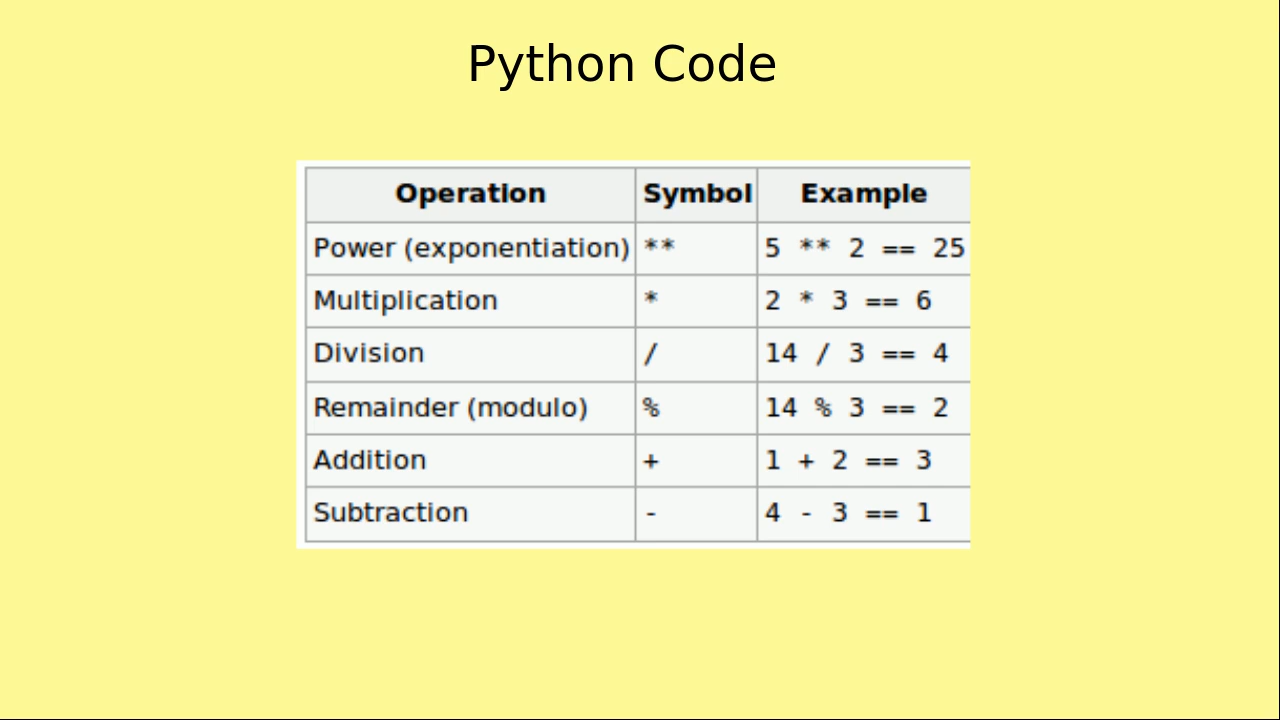 Python Code
Operation Symbol Example
Power (exponentiation) ** 5 ** 2 == 25
Multiplication * 2 * 3 == 6
Division / 14 / 3 == 4
Remainder (modulo) % 14 % 3 == 2
Addition + 1 + 2 == 3
Subtraction - 4 - 3 == 1